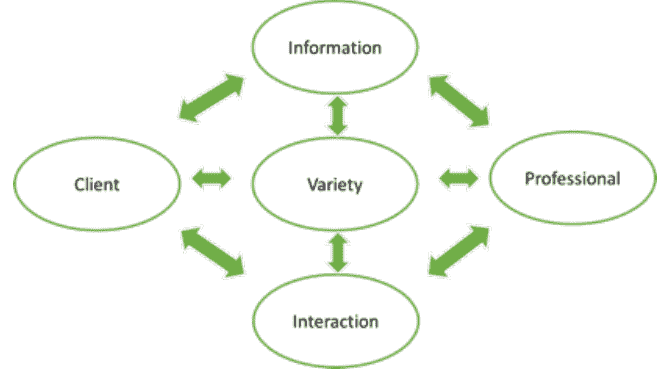 Information
Client
Variety
Professional
Interaction